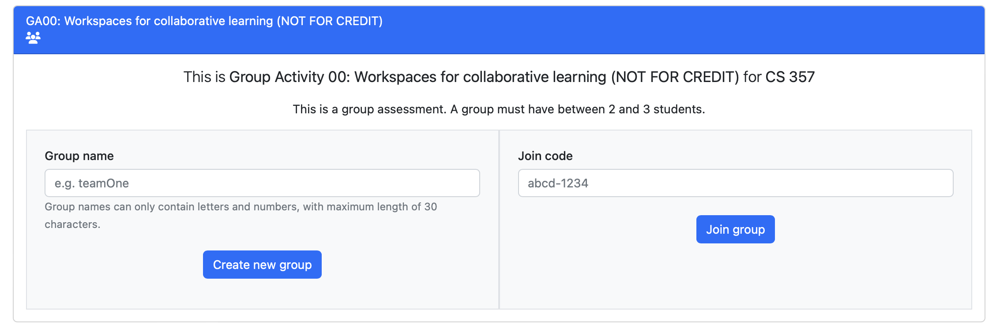 GA00: Workspaces for collaborative learning (NOT FOR CREDIT)
This is Group Activity 00: Workspaces for collaborative learning (NOT FOR CREDIT) for CS 357
This is a group assessment. A group must have between 2 and 3 students.
Group name
e.g. teamOne
Group names can only contain letters and numbers, with maximum length of 30
characters.
Create new group
Join code
abcd-1234
Join group